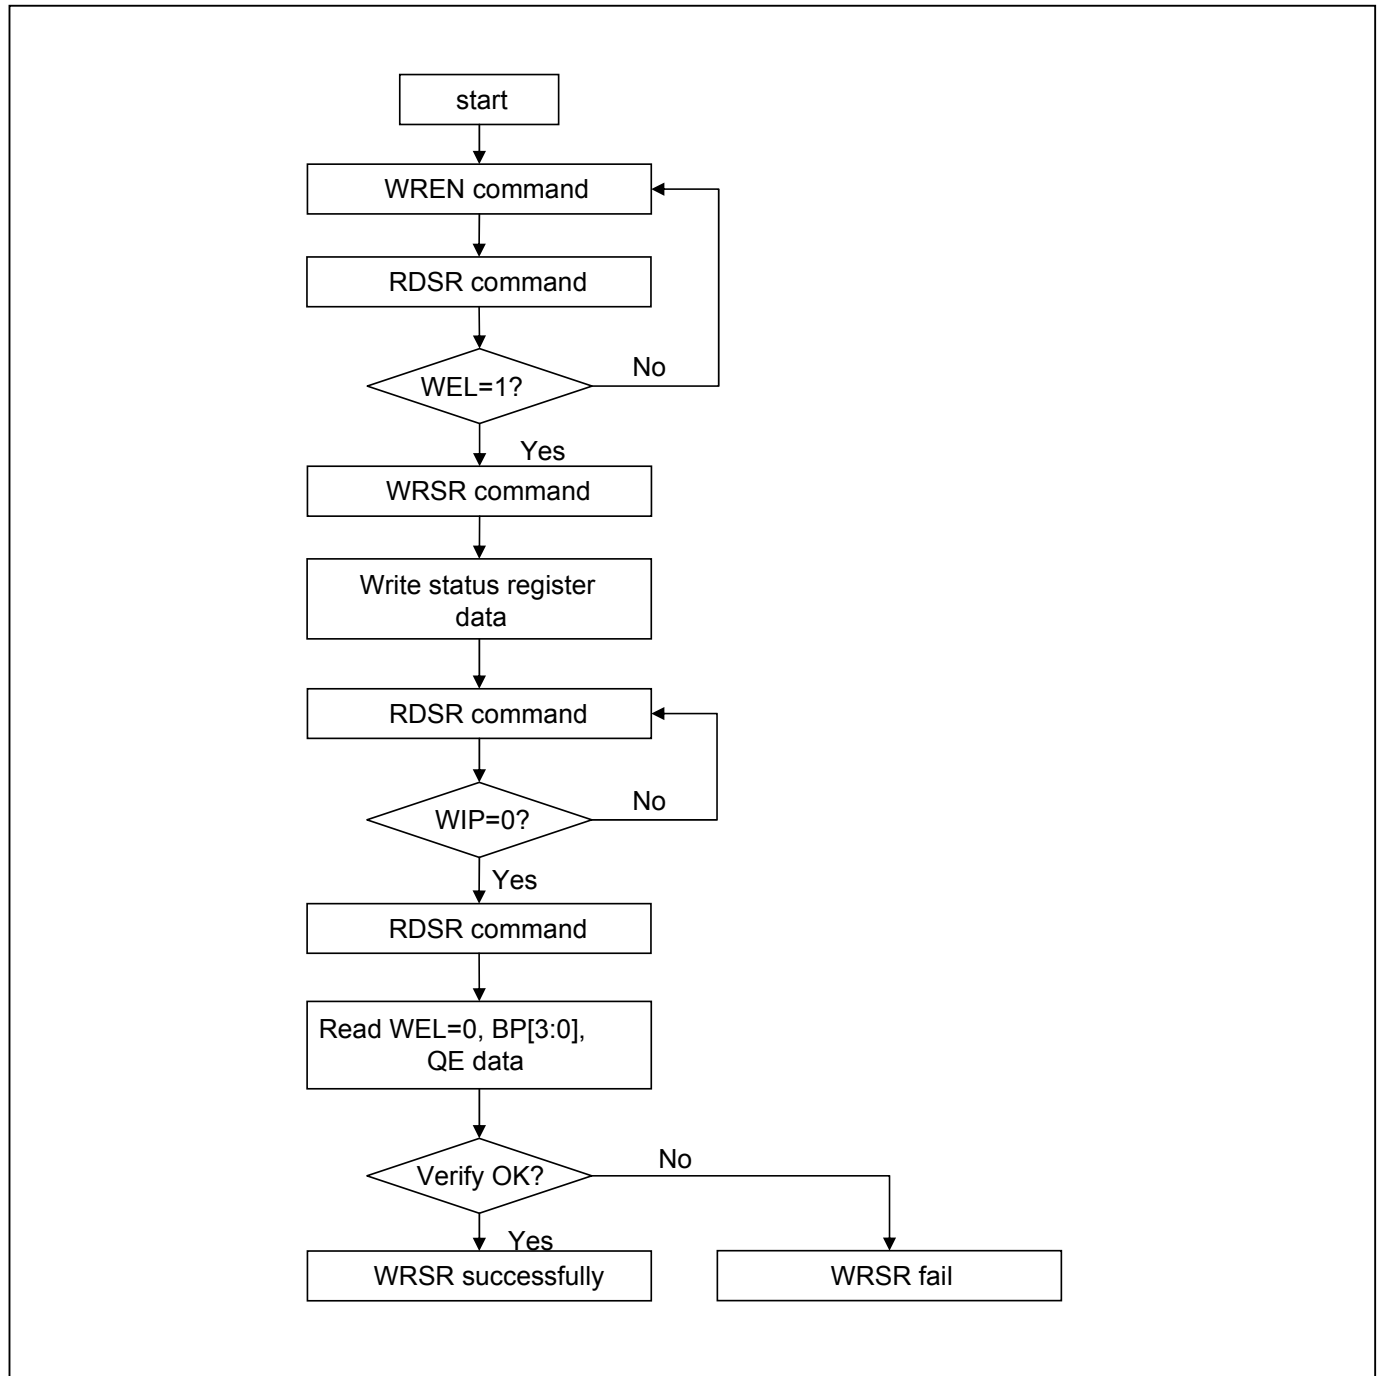 start
WREN command
RDSR command
WEL=1?
No
Yes
WRSR command
Write status register
data
RDSR command
WIP=0?
No
Yes
RDSR command
Read WEL=0, BP[3:0],
QE data
Verify OK?
No
Yes
WRSR successfully
WRSR fail